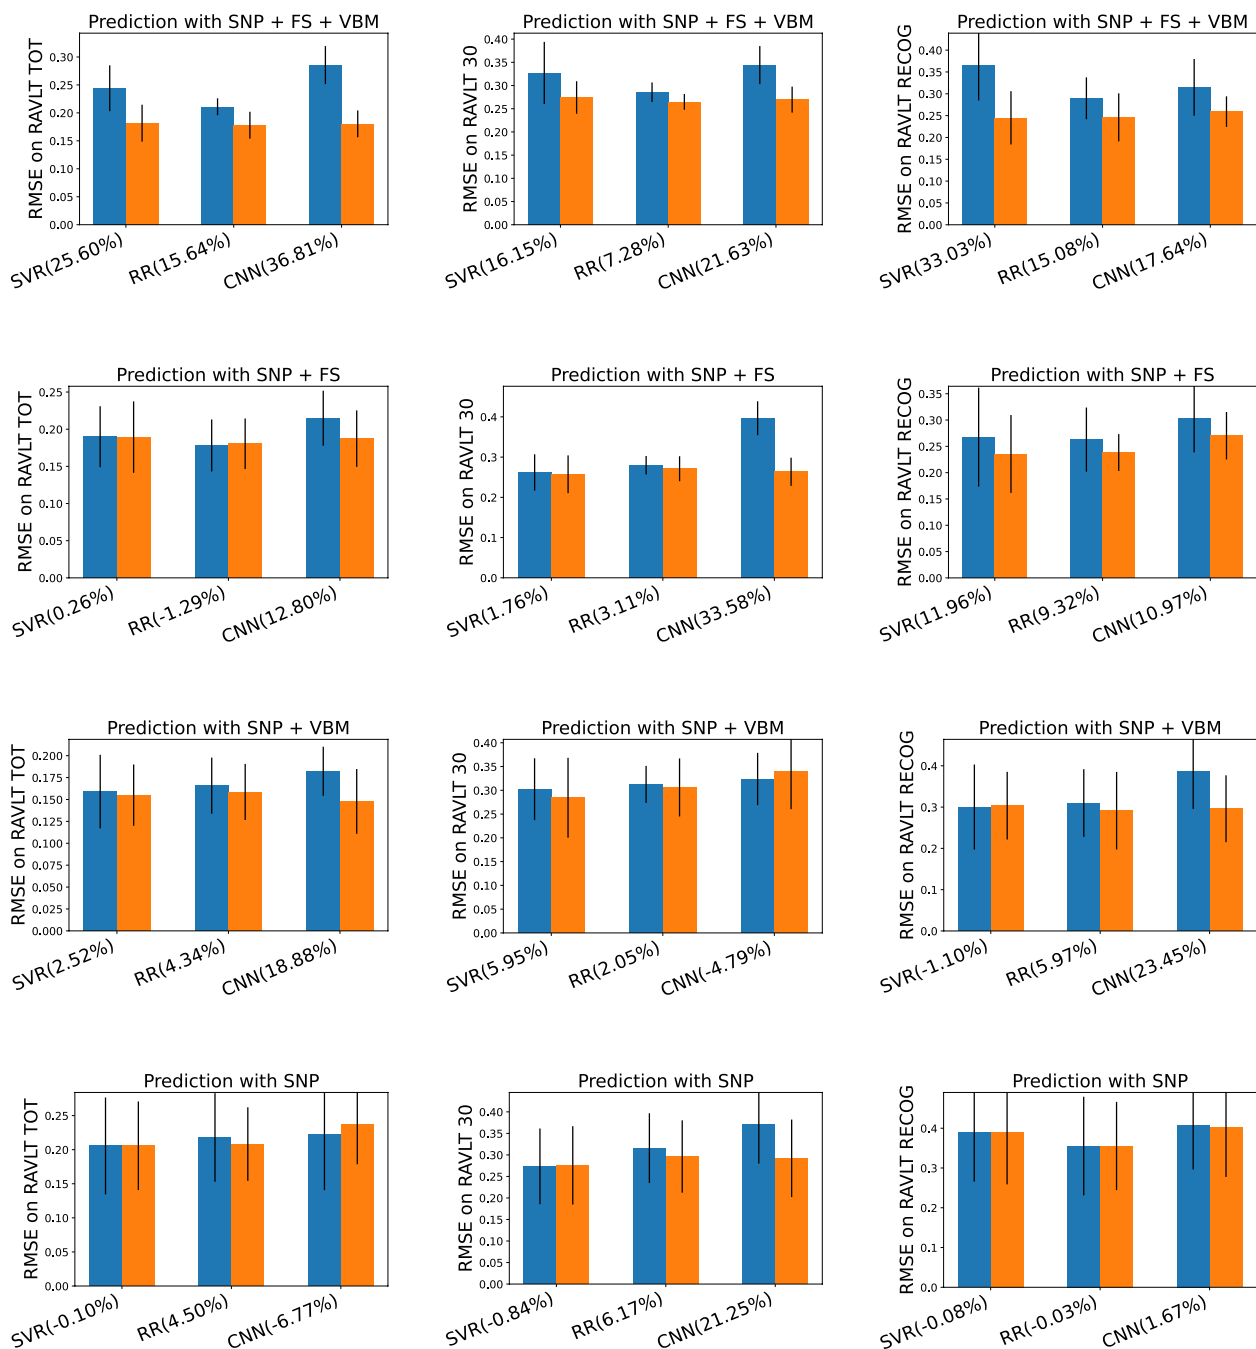 Prediction with SNP + FS + VBM
RMSE on RAVLT TOT
0.30
0.25
0.20
0.15
0.10
0.05
0.00
SVR(25.60%)
RR(15.64%)
CNN(36.81%)
Prediction with SNP + FS + VBM
RMSE on RAVLT 30
0.40
0.35
0.30
0.25
0.20
0.15
0.10
0.05
0.00
SVR(16.15%)
RR(7.28%)
CNN(21.63%)
Prediction with SNP + FS + VBM
RMSE on RAVLT RECOG
0.40
0.35
0.30
0.25
0.20
0.15
0.10
0.05
0.00
SVR(33.03%)
RR(15.08%)
CNN(17.64%)
Prediction with SNP + FS
RMSE on RAVLT TOT
0.25
0.20
0.15
0.10
0.05
0.00
SVR(0.26%)
RR(-1.29%)
CNN(12.80%)
Prediction with SNP + FS
RMSE on RAVLT 30
0.4
0.3
0.2
0.1
0.0
SVR(1.76%)
RR(3.11%)
CNN(33.58%)
Prediction with SNP + FS
RMSE on RAVLT RECOG
0.35
0.30
0.25
0.20
0.15
0.10
0.05
0.00
SVR(11.96%)
RR(9.32%)
CNN(10.97%)
Prediction with SNP + VBM
RMSE on RAVLT TOT
0.200
0.175
0.150
0.125
0.100
0.075
0.050
0.025
0.000
SVR(2.52%)
RR(4.34%)
CNN(18.88%)
Prediction with SNP + VBM
RMSE on RAVLT 30
0.40
0.35
0.30
0.25
0.20
0.15
0.10
0.05
0.00
SVR(5.95%)
RR(2.05%)
CNN(-4.79%)
Prediction with SNP + VBM
RMSE on RAVLT RECOG
0.4
0.3
0.2
0.1
0.0
SVR(-1.10%)
RR(5.97%)
CNN(23.45%)
Prediction with SNP
RMSE on RAVLT TOT
0.25
0.20
0.15
0.10
0.05
0.00
SVR(-0.10%)
RR(4.50%)
CNN(-6.77%)
Prediction with SNP
RMSE on RAVLT 30
0.40
0.35
0.30
0.25
0.20
0.15
0.10
0.05
0.00
SVR(-0.84%)
RR(6.17%)
CNN(21.25%)
Prediction with SNP
RMSE on RAVLT RECOG
0.4
0.3
0.2
0.1
0.0
SVR(-0.08%)
RR(-0.03%)
CNN(1.67%)